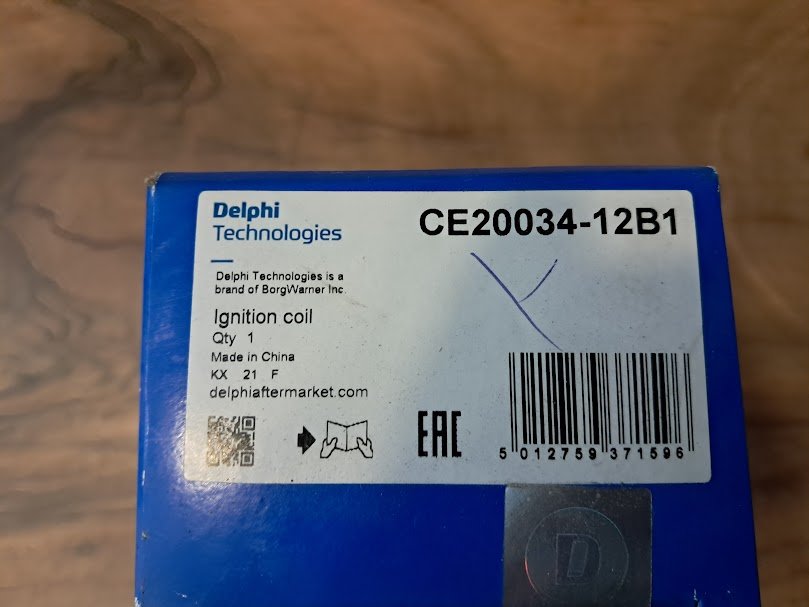 Delphi
Technologies
CE20034-12B1
Delphi Technologies is a
brand of BorgWarner Inc.
Ignition coil
Qty 1
Made in China
KX 21 F
delphiaftermarket.com
EAC
5 012759 371596
D